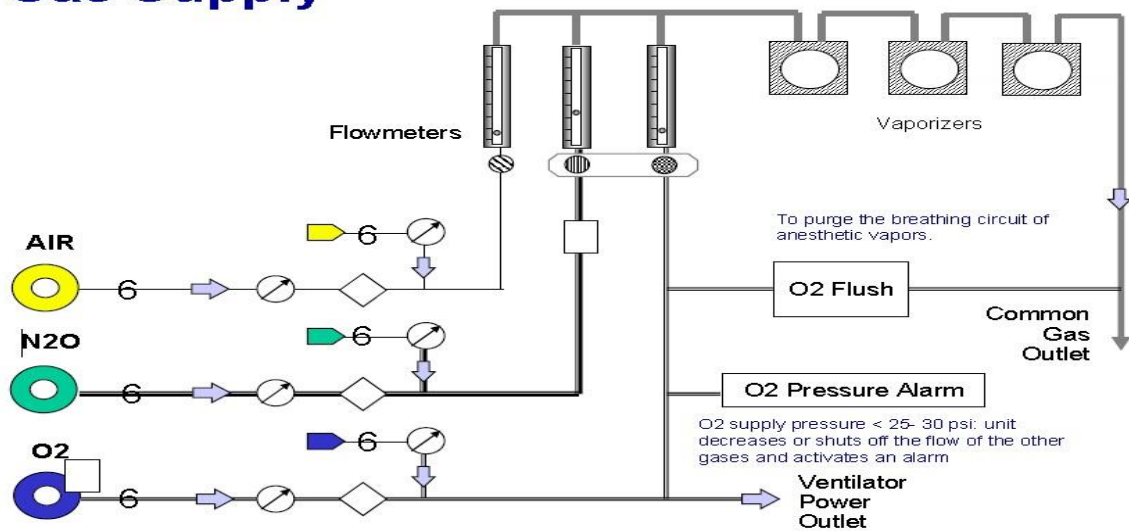 Gas Supply
Flowmeters
Vaporizers
To purge the breathing circuit of
anesthetic vapors.
AIR
6
6
O2 Flush
Common
Gas
Outlet
N2O
6
6
O2 Pressure Alarm
O2 supply pressure < 25- 30 psi: unit
decreases or shuts off the flow of the other
gases and activates an alarm
O2
6
6
Ventilator
Power
Outlet